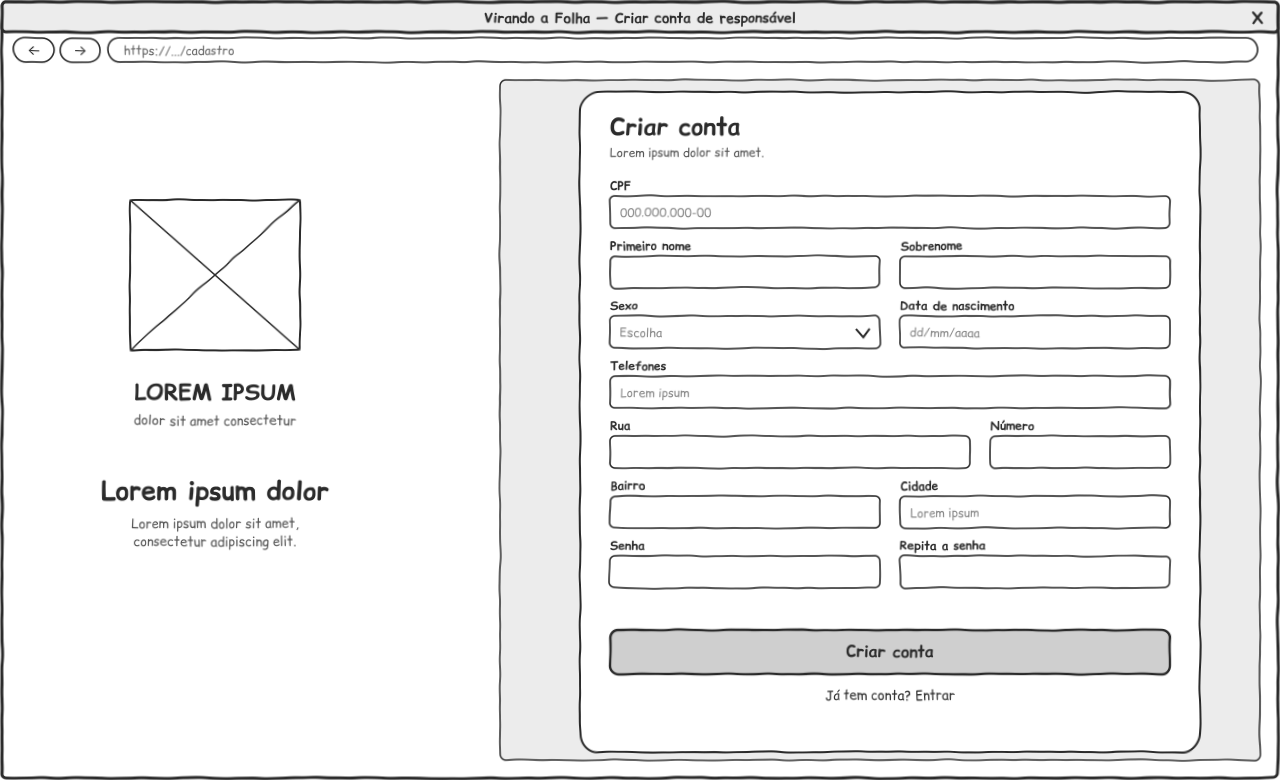 Virando a Folha — Criar conta de responsável
X
← → https://.../cadastro
LOREM IPSUM
dolor sit amet consectetur
Lorem ipsum dolor
Lorem ipsum dolor sit amet,
consectetur adipiscing elit.
Criar conta
Lorem ipsum dolor sit amet.
CPF
000.000.000-00
Primeiro nome
Sobrenome
Sexo
Escolha
Data de nascimento
dd/mm/aaaa
Telefones
Lorem ipsum
Rua
Número
Bairro
Cidade
Lorem ipsum
Senha
Repita a senha
Criar conta
Já tem conta? Entrar